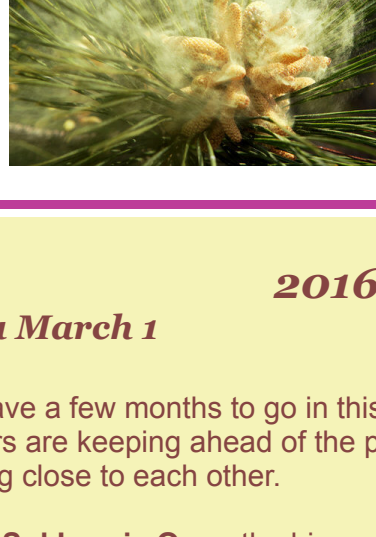 2016
March 1
ave a few months to go in this
rs are keeping ahead of the p
g close to each other.